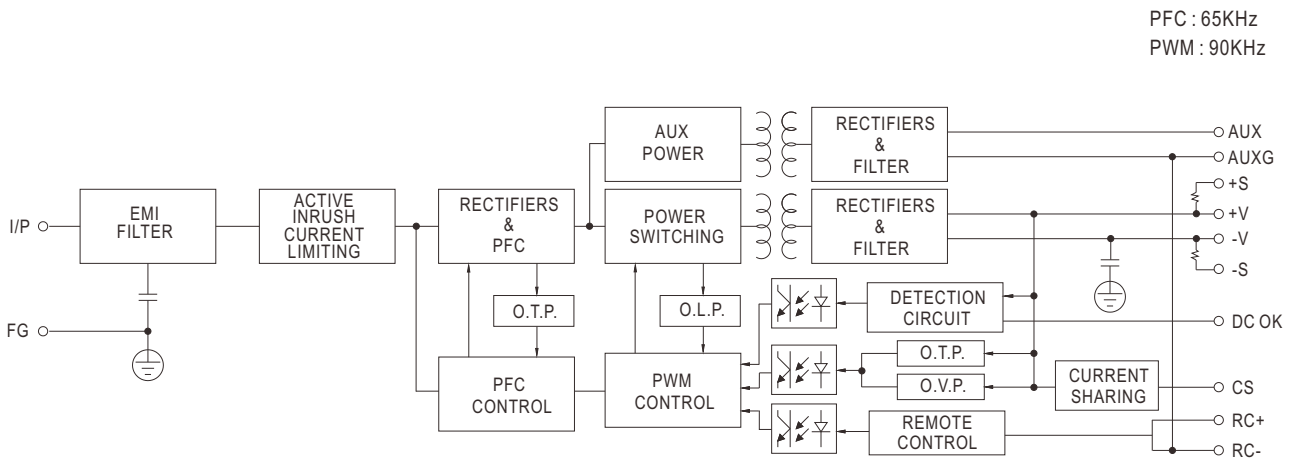 PFC : 65KHz
PWM : 90KHz
AUX
POWER
RECTIFIERS
&
FILTER
AUX
AUXG
+S
+V
-V
-S
I/P
EMI
FILTER
ACTIVE
INRUSH
CURRENT
LIMITING
RECTIFIERS
&
PFC
POWER
SWITCHING
RECTIFIERS
&
FILTER
FG
O.T.P.
O.L.P.
DETECTION
CIRCUIT
DC OK
PFC
CONTROL
PWM
CONTROL
O.T.P.
O.V.P.
CURRENT
SHARING
CS
REMOTE
CONTROL
RC+
RC-